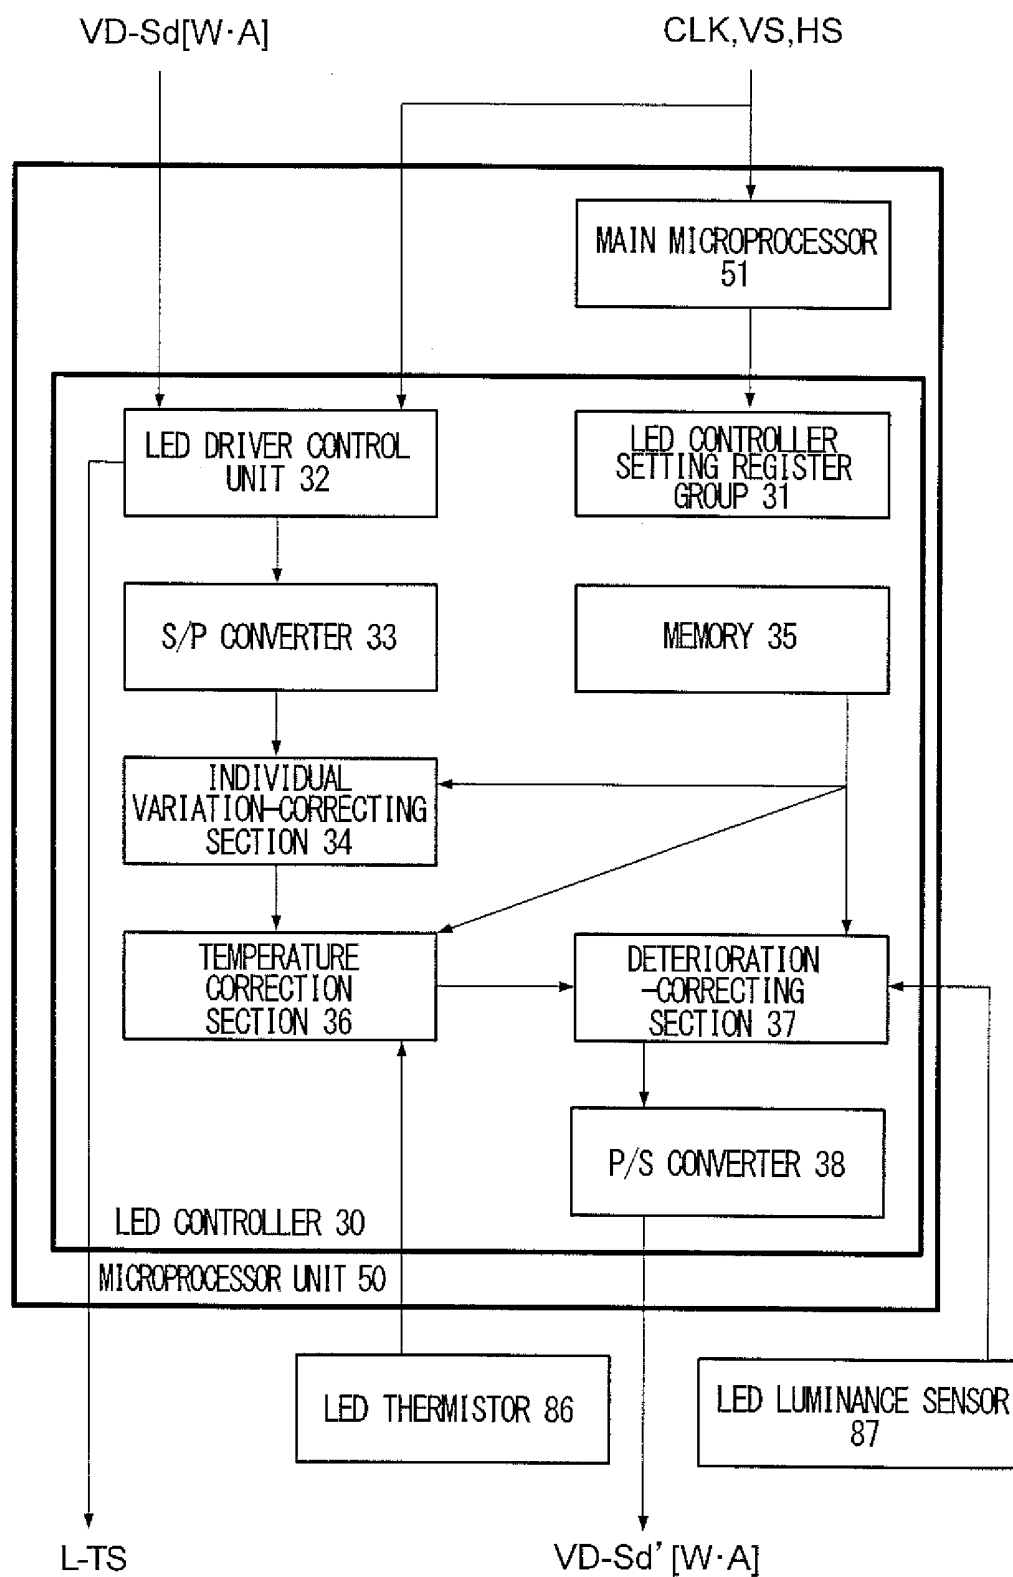 VD-Sd[W·A]
CLK,VS,HS
MAIN MICROPROCESSOR
51
LED DRIVER CONTROL
UNIT 32
LED CONTROLLER
SETTING REGISTER
GROUP 31
S/P CONVERTER 33
MEMORY 35
INDIVIDUAL
VARIATION-CORRECTING
SECTION 34
TEMPERATURE
CORRECTION
SECTION 36
DETERIORATION
-CORRECTING
SECTION 37
P/S CONVERTER 38
LED CONTROLLER 30
MICROPROCESSOR UNIT 50
LED THERMISTOR 86
LED LUMINANCE SENSOR
87
L-TS
VD-Sd’[W·A]